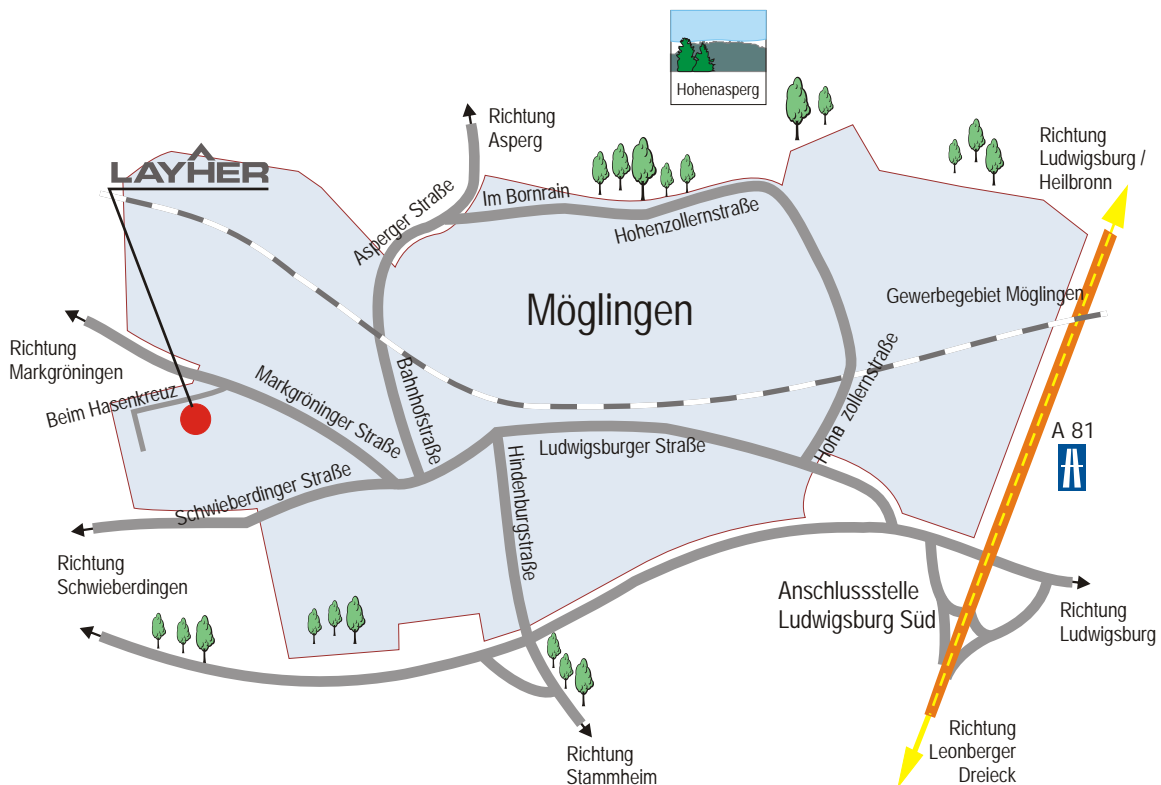 Hohenasperg
Richtung
Asperg
Richtung
Ludwigsburg /
Heilbronn
LAYHER
Asperger Straße
Im Bornrain
Hohenzollernstraße
Möglingen
Gewerbegebiet Möglingen
Richtung
Markgröningen
Beim Hasenkreuz
Markgröninger Straße
Bahnhofstraße
Hohenzollernstraße
Ludwigsburger Straße
A 81
Schwieberdinger Straße
Hindenburgstraße
Richtung
Schwieberdingen
Anschlussstelle
Ludwigsburg Süd
Richtung
Ludwigsburg
Richtung
Stammheim
Richtung
Leonberger
Dreieck